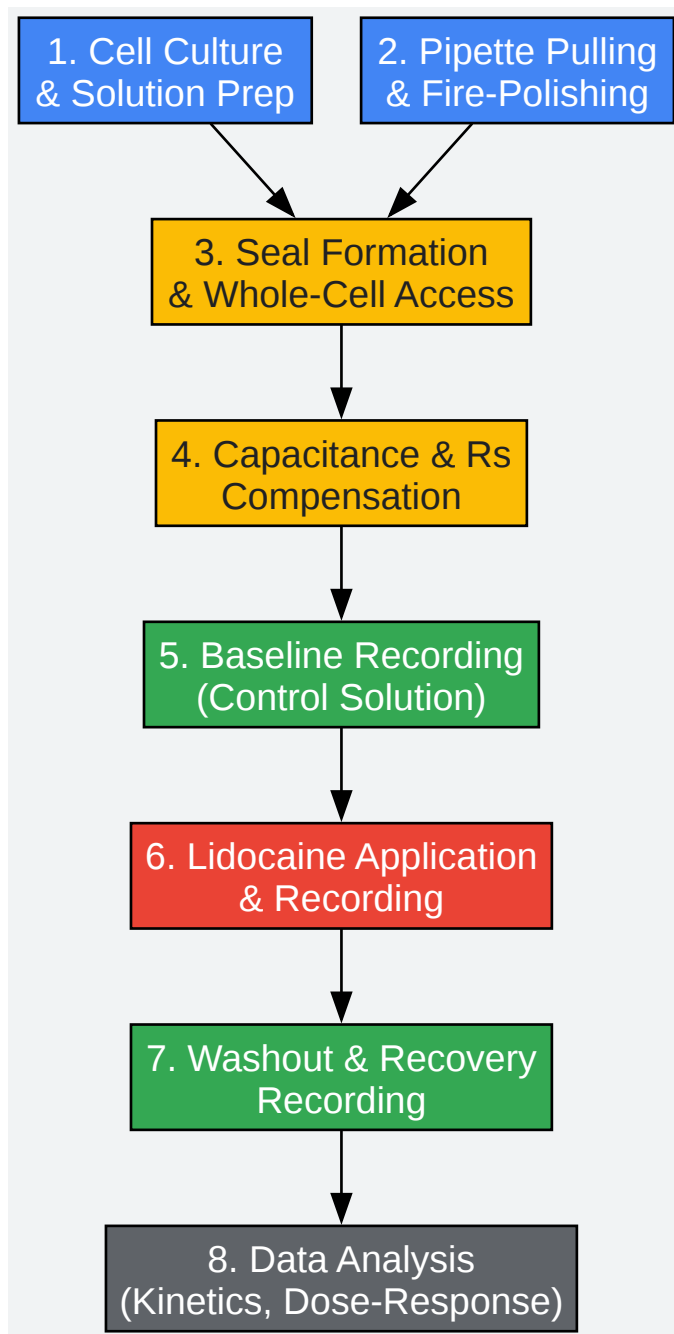 1. Cell Culture
& Solution Prep
2. Pipette Pulling
& Fire-Polishing
3. Seal Formation
& Whole-Cell Access
4. Capacitance & Rs
Compensation
5. Baseline Recording
(Control Solution)
6. Lidocaine Application
& Recording
7. Washout & Recovery
Recording
8. Data Analysis
(Kinetics, Dose-Response)